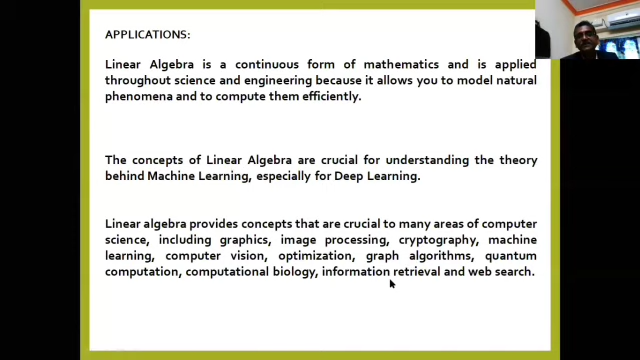 APPLICATIONS:
Linear Algebra is a continuous form of mathematics and is applied
throughout science and engineering because it allows you to model natural
phenomena and to compute them efficiently.
The concepts of Linear Algebra are crucial for understanding the theory
behind Machine Learning, especially for Deep Learning.
Linear algebra provides concepts that are crucial to many areas of computer
science, including graphics, image processing, cryptography, machine
learning, computer vision, optimization, graph algorithms, quantum
computation, computational biology, information retrieval and web search.